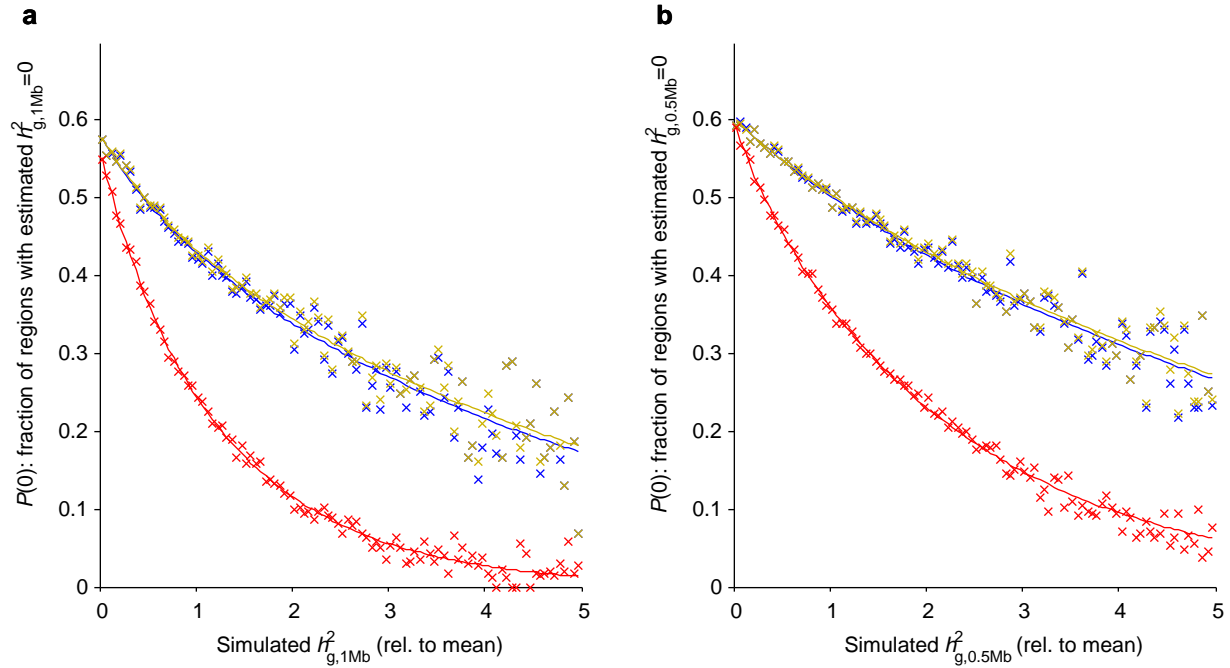 a
P(0): fraction of regions with estimated h²g,1Mb=0
0.6
0.5
0.4
0.3
0.2
0.1
0
0 1 2 3 4 5
Simulated h²g,1Mb (rel. to mean)
b
P(0): fraction of regions with estimated h²g,0.5Mb=0
0.6
0.5
0.4
0.3
0.2
0.1
0
0 1 2 3 4 5
Simulated h²g,0.5Mb (rel. to mean)